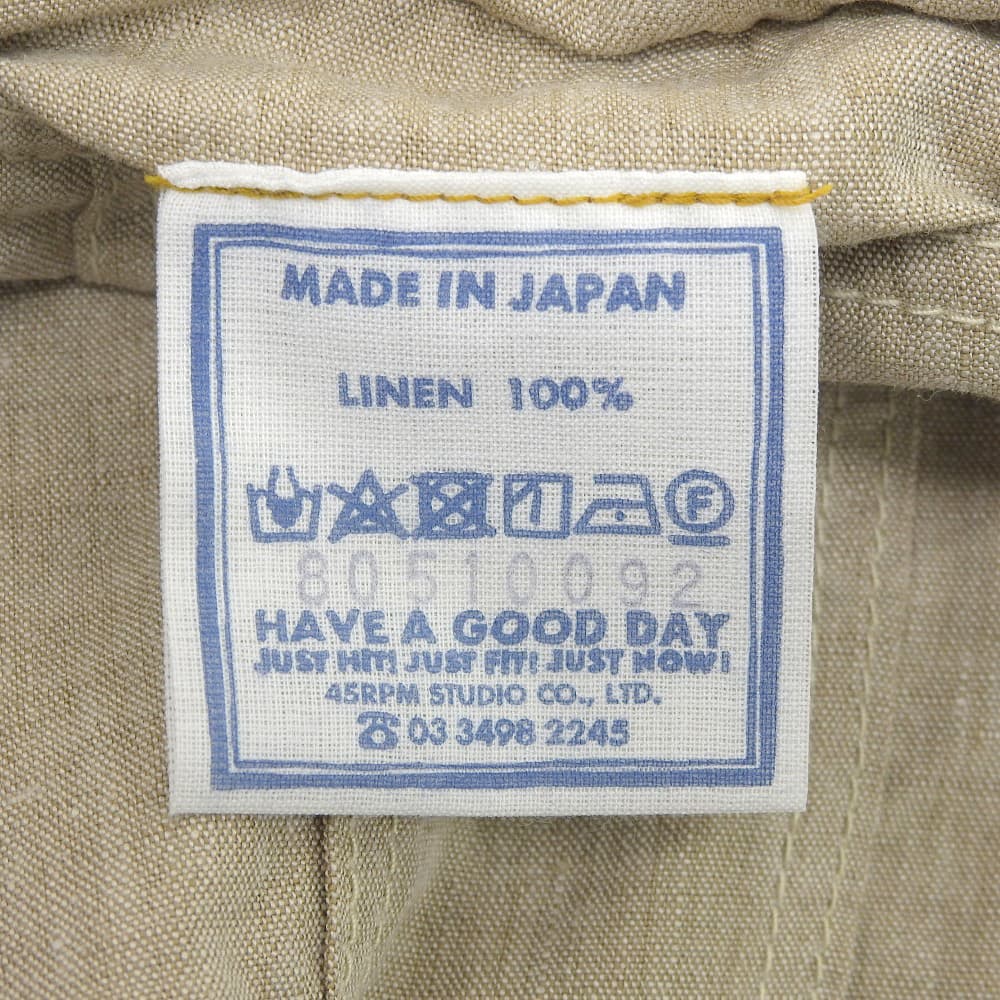 MADE IN JAPAN
LINEN 100%
F
80510092
HAVE A GOOD DAY
JUST HIT! JUST FIT! JUST NOW!
45RPM STUDIO CO., LTD.
☎ 03 3498 2245